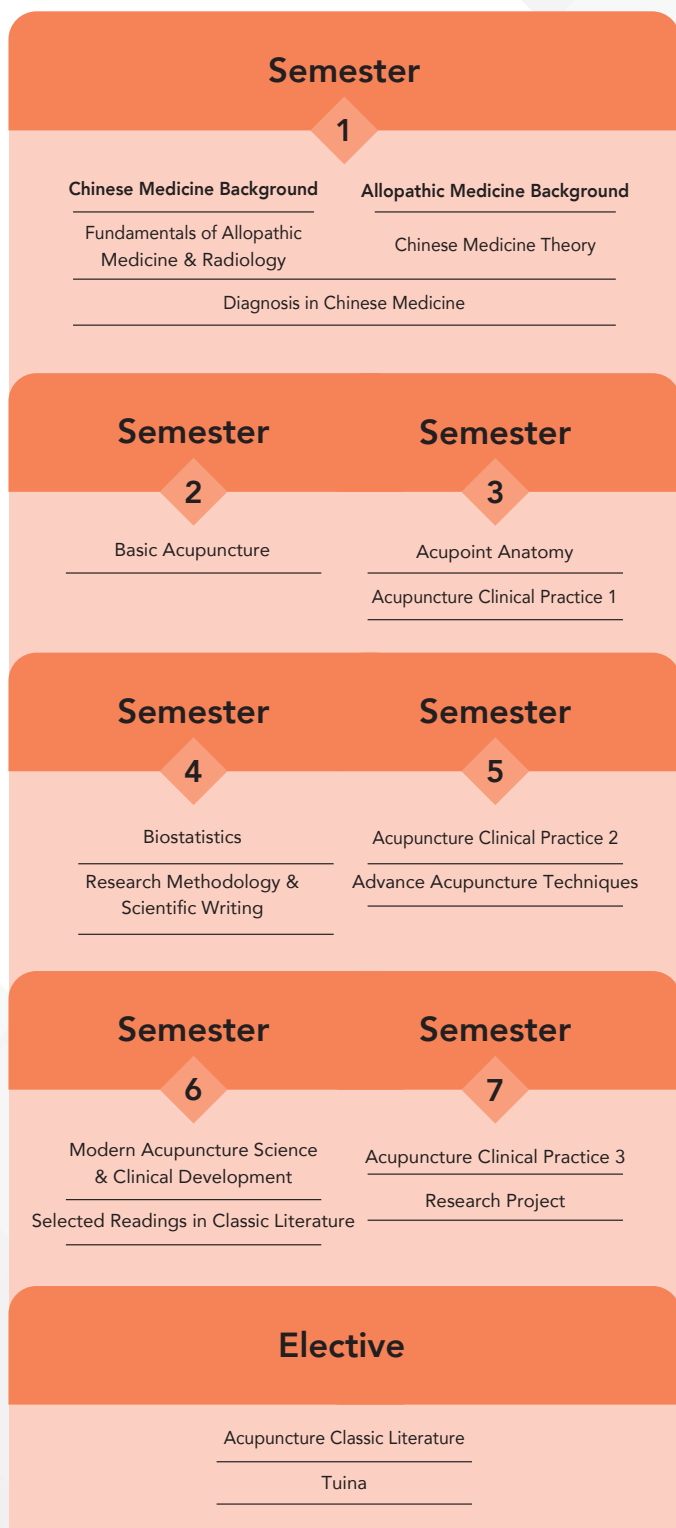 Semester
1
Chinese Medicine Background
Fundamentals of Allopathic
Medicine & Radiology
Allopathic Medicine Background
Chinese Medicine Theory
Diagnosis in Chinese Medicine
Semester
2
Basic Acupuncture
Semester
3
Acupoint Anatomy
Acupuncture Clinical Practice 1
Semester
4
Biostatistics
Research Methodology &
Scientific Writing
Semester
5
Acupuncture Clinical Practice 2
Advance Acupuncture Techniques
Semester
6
Modern Acupuncture Science
& Clinical Development
Selected Readings in Classic Literature
Semester
7
Acupuncture Clinical Practice 3
Research Project
Elective
Acupuncture Classic Literature
Tuina